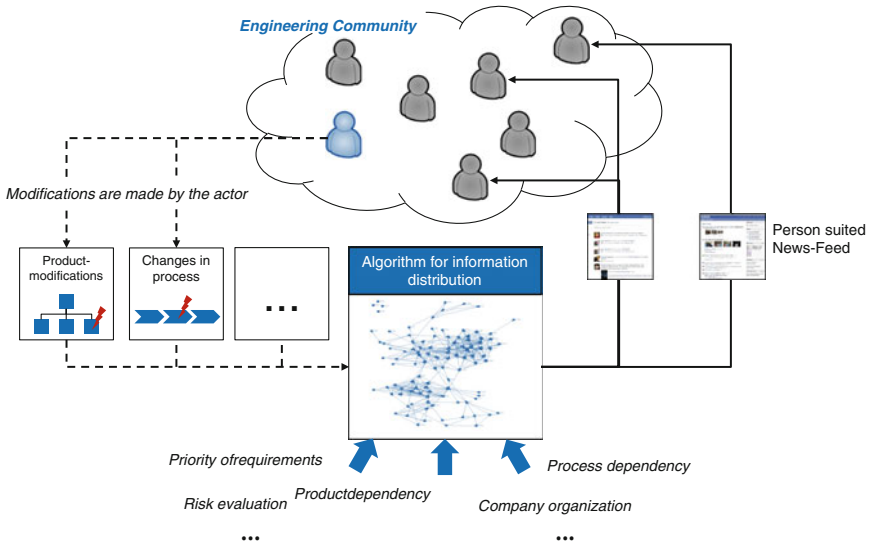 Engineering Community
Modifications are made by the actor
Product-
modifications
Changes in
process
...
Algorithm for information
distribution
Person suited
News-Feed
Priority ofrequirements
Process dependency
Risk evaluation
Productdependency
Company organization
...
...